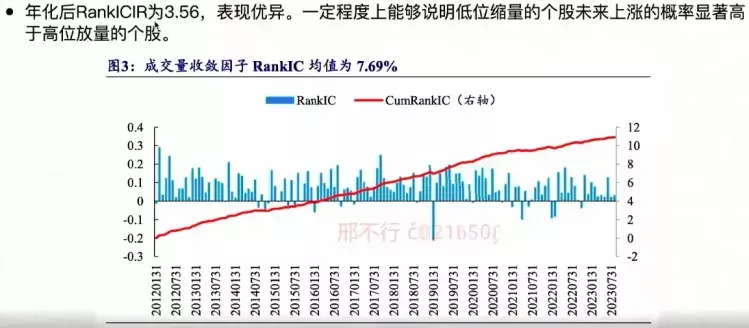 • 年化后RankICIR为3.56，表现优异。一定程度上能够说明低位缩量的个股未来上涨的概率显著高
于高位放量的个股。
图3：成交量收敛因子 RankIC 均值为 7.69%
RankIC CumRankIC（右轴）
0.4 12
0.3 10
0.2 8
0.1 6
0 4
-0.1 2
-0.2 0
-0.3 -2
邢不行
20120131 20120731 20130131 20130731 20140131 20140731 20150131 20150731 20160131 20160731 20170131 20170731 20180131 20180731 20190131 20190731 20200131 20200731 20210131 20210731 20220131 20220731 20230131 20230731